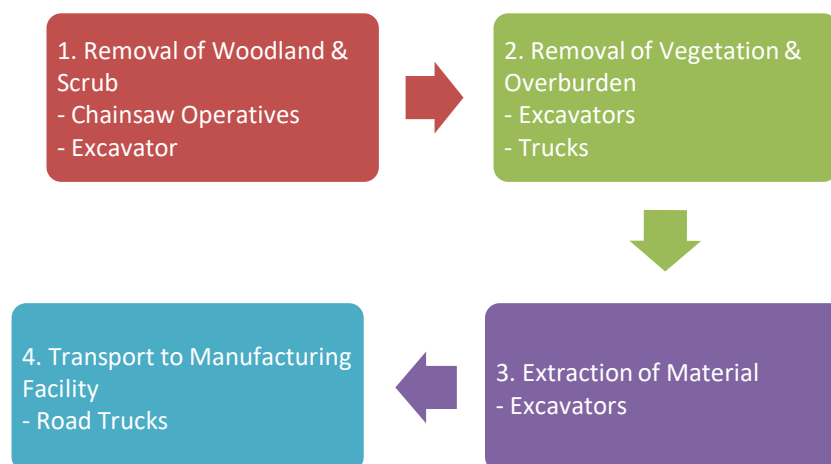 1. Removal of Woodland &
Scrub
- Chainsaw Operatives
- Excavator
2. Removal of Vegetation &
Overburden
- Excavators
- Trucks
3. Extraction of Material
- Excavators
4. Transport to Manufacturing
Facility
- Road Trucks